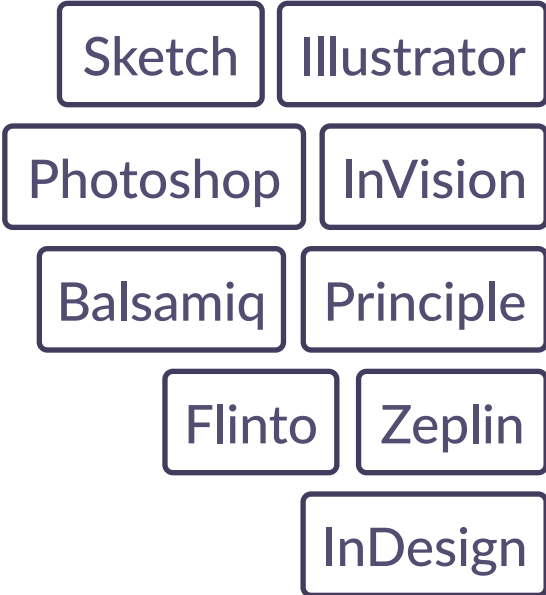 Sketch Illustrator
Photoshop InVision
Balsamiq Principle
Flinto Zeplin
InDesign